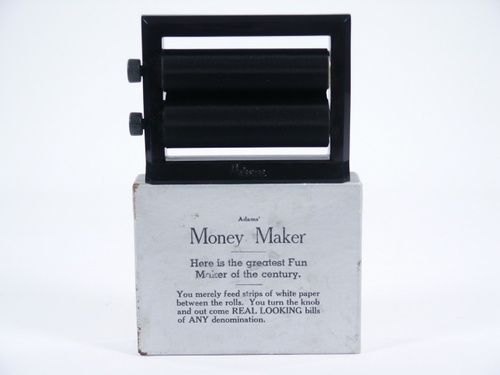 Adams'
Money Maker
Here is the greatest Fun
Maker of the century.
You merely feed strips of white paper
between the rolls. You turn the knob
and out come REAL LOOKING bills
of ANY denomination.